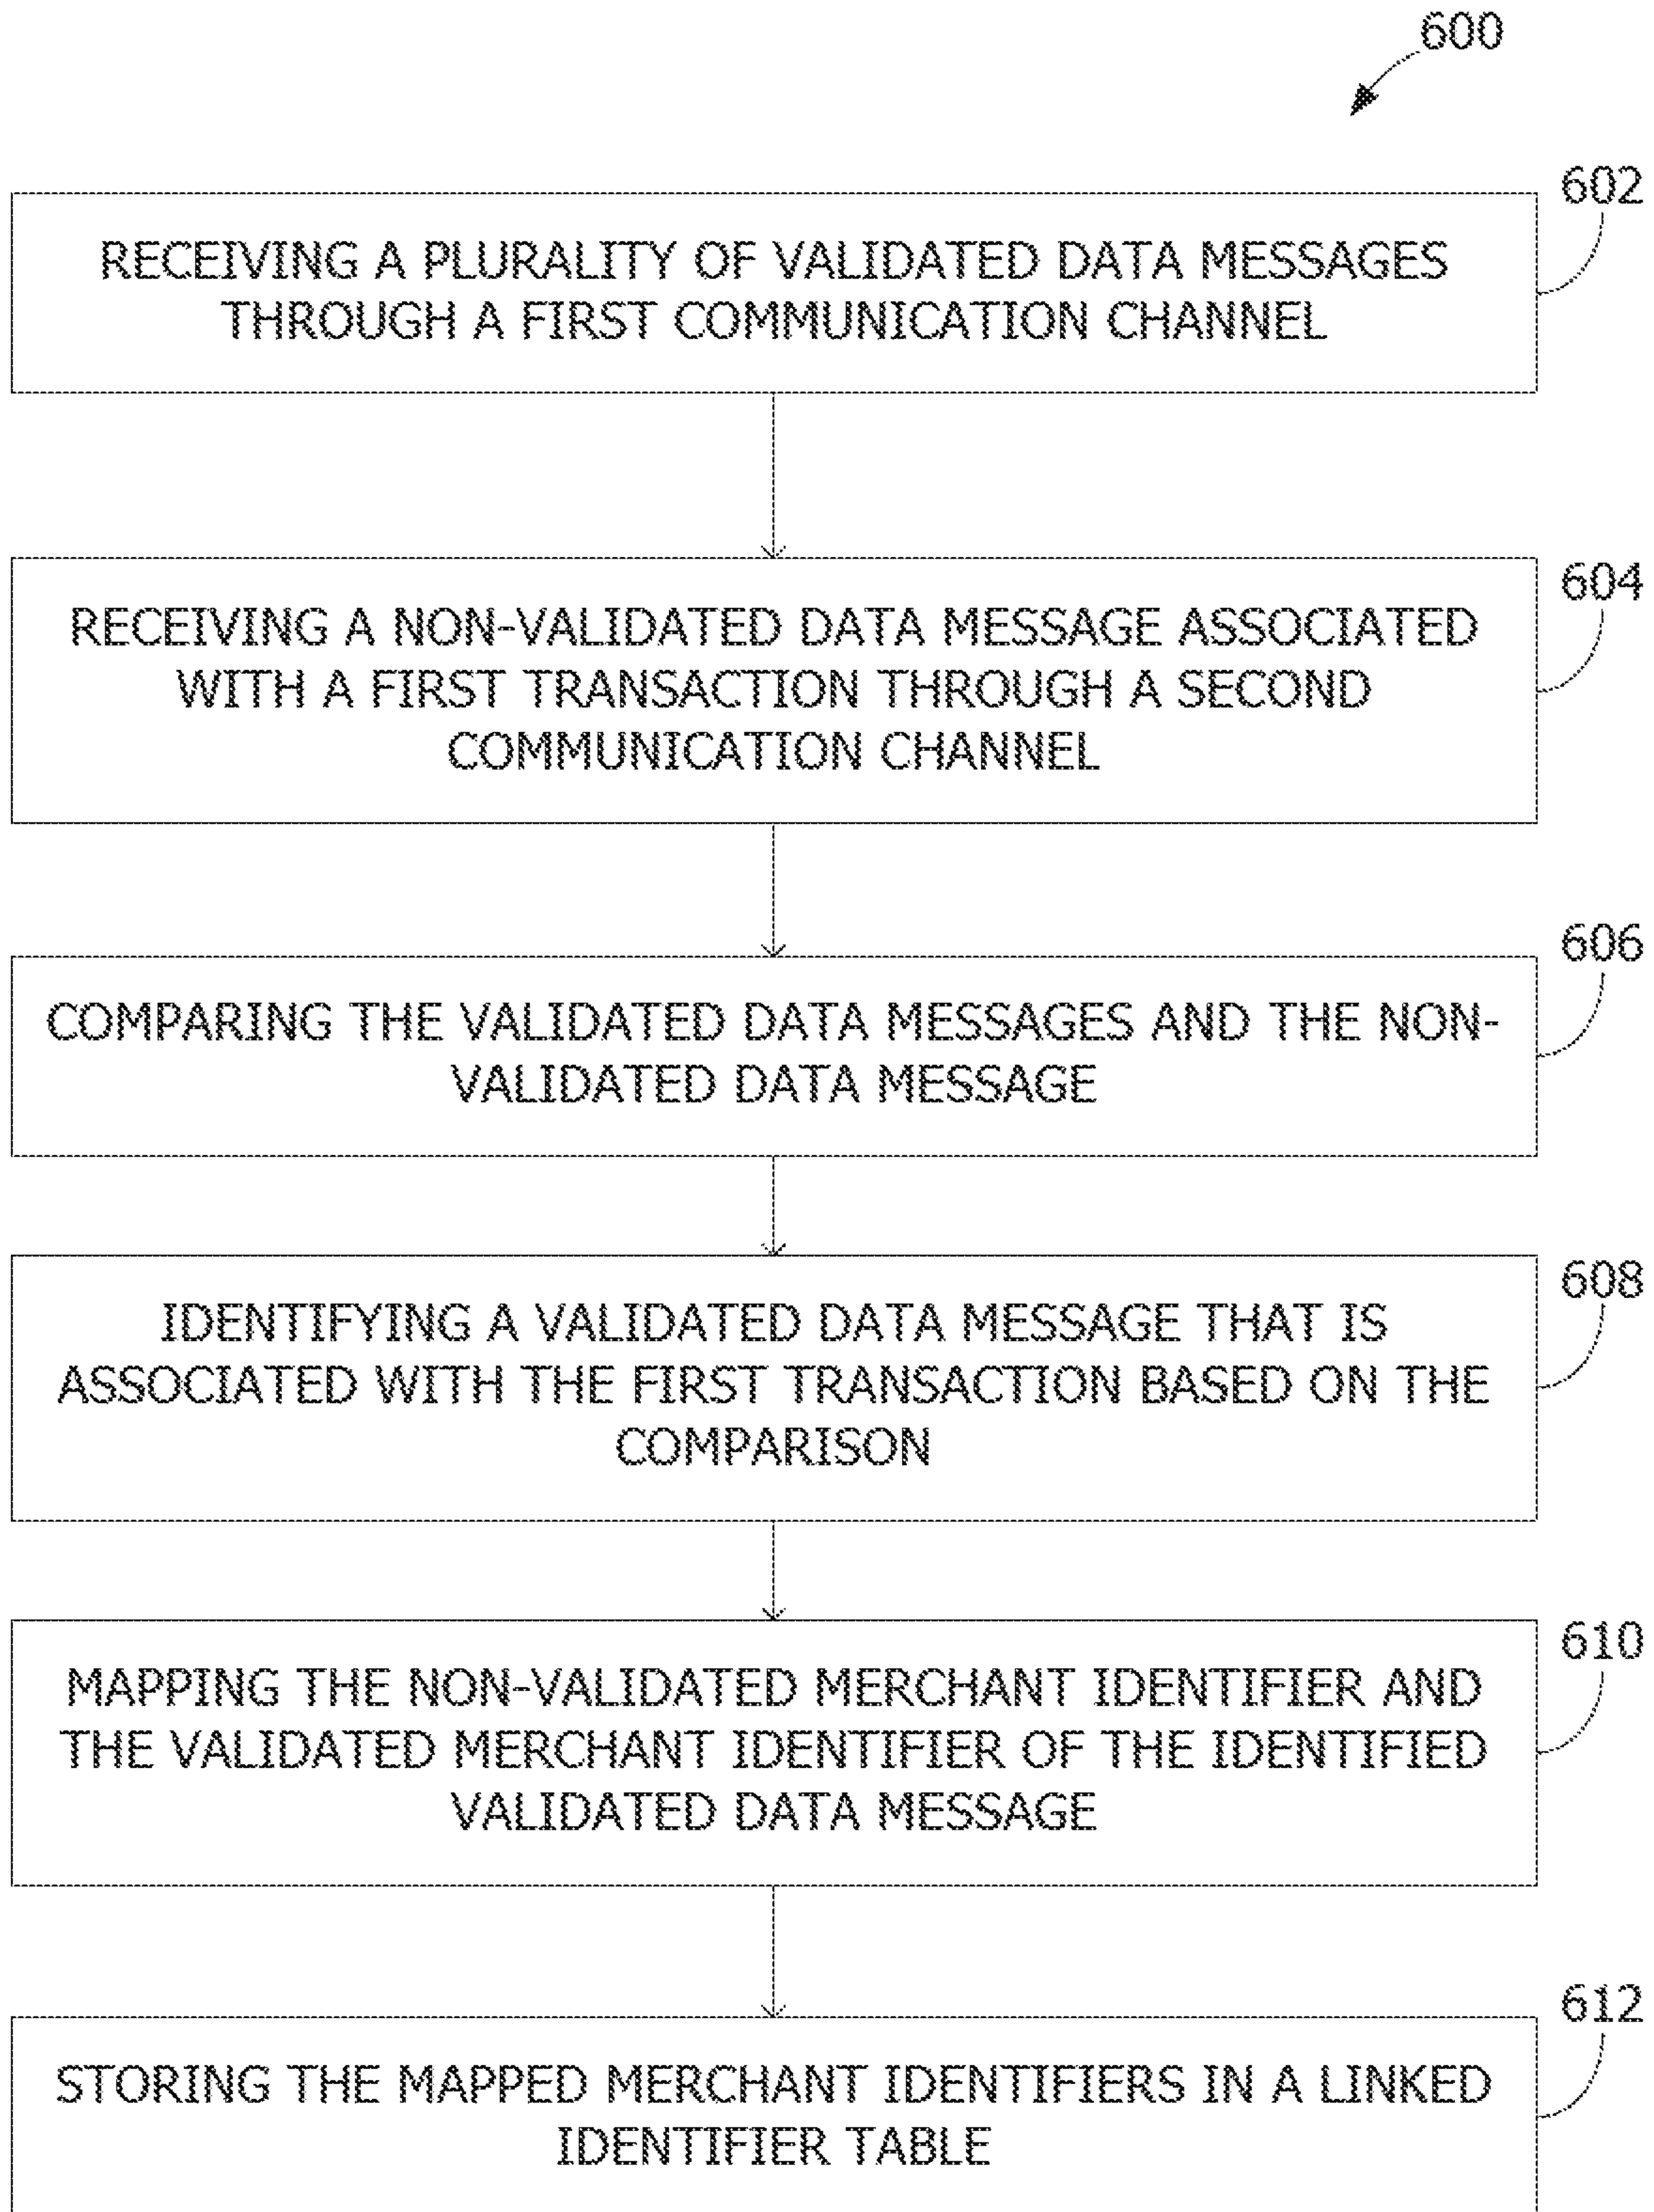 600
602
RECEIVING A PLURALITY OF VALIDATED DATA MESSAGES
THROUGH A FIRST COMMUNICATION CHANNEL
604
RECEIVING A NON-VALIDATED DATA MESSAGE ASSOCIATED
WITH A FIRST TRANSACTION THROUGH A SECOND
COMMUNICATION CHANNEL
606
COMPARING THE VALIDATED DATA MESSAGES AND THE NON-
VALIDATED DATA MESSAGE
608
IDENTIFYING A VALIDATED DATA MESSAGE THAT IS
ASSOCIATED WITH THE FIRST TRANSACTION BASED ON THE
COMPARISON
610
MAPPING THE NON-VALIDATED MERCHANT IDENTIFIER AND
THE VALIDATED MERCHANT IDENTIFIER OF THE IDENTIFIED
VALIDATED DATA MESSAGE
612
STORING THE MAPPED MERCHANT IDENTIFIERS IN A LINKED
IDENTIFIER TABLE